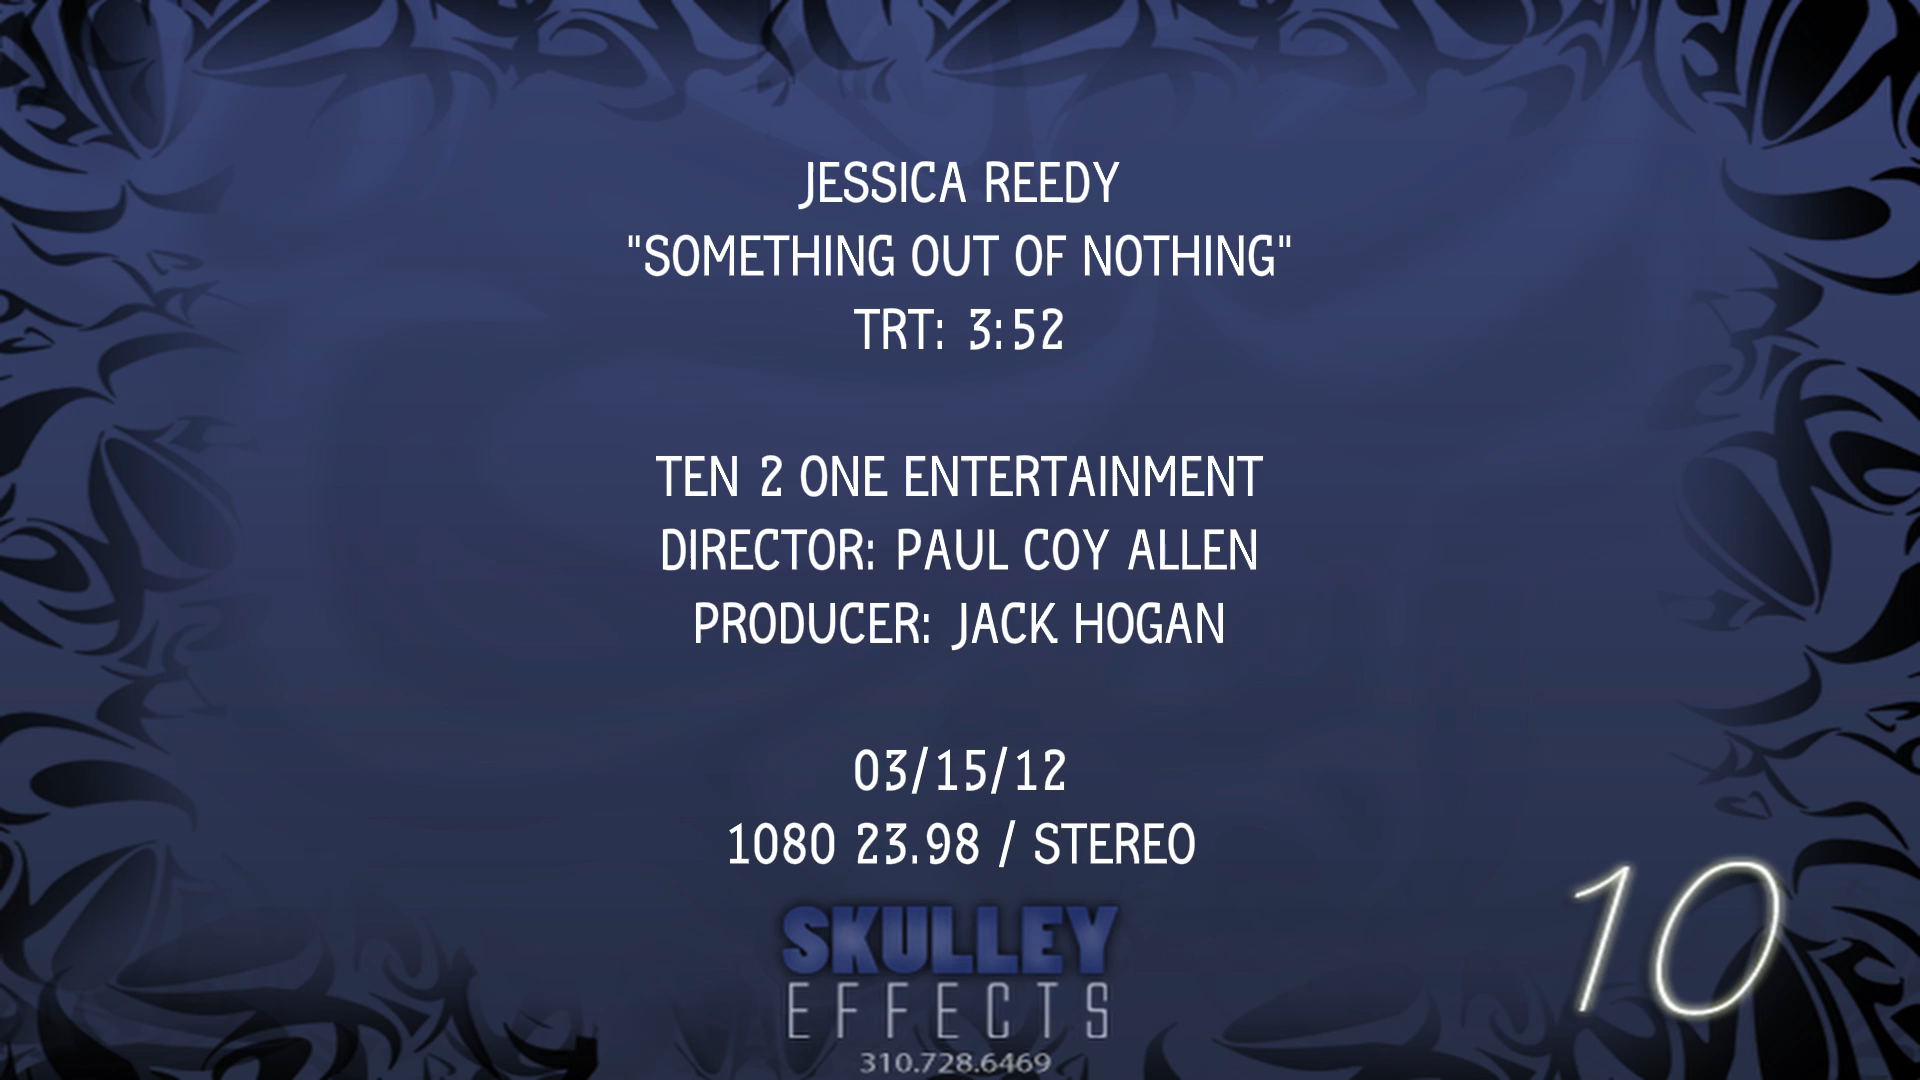 JESSICA REEDY
"SOMETHING OUT OF NOTHING"
TRT: 3:52
TEN 2 ONE ENTERTAINMENT
DIRECTOR: PAUL COY ALLEN
PRODUCER: JACK HOGAN
03/15/12
1080 23.98 / STEREO
SKULLEY
EFFECTS
310.728.6469
10